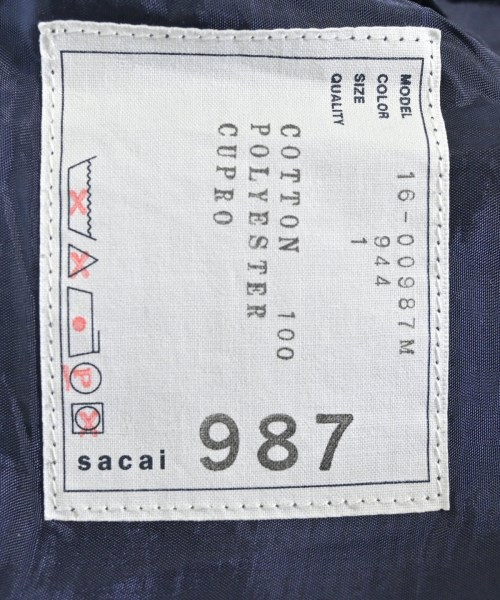 MODEL 16-00987M
COLOR 944
SIZE 1
QUALITY
COTTON 100
POLYESTER
CUPRO
P
sacai 987